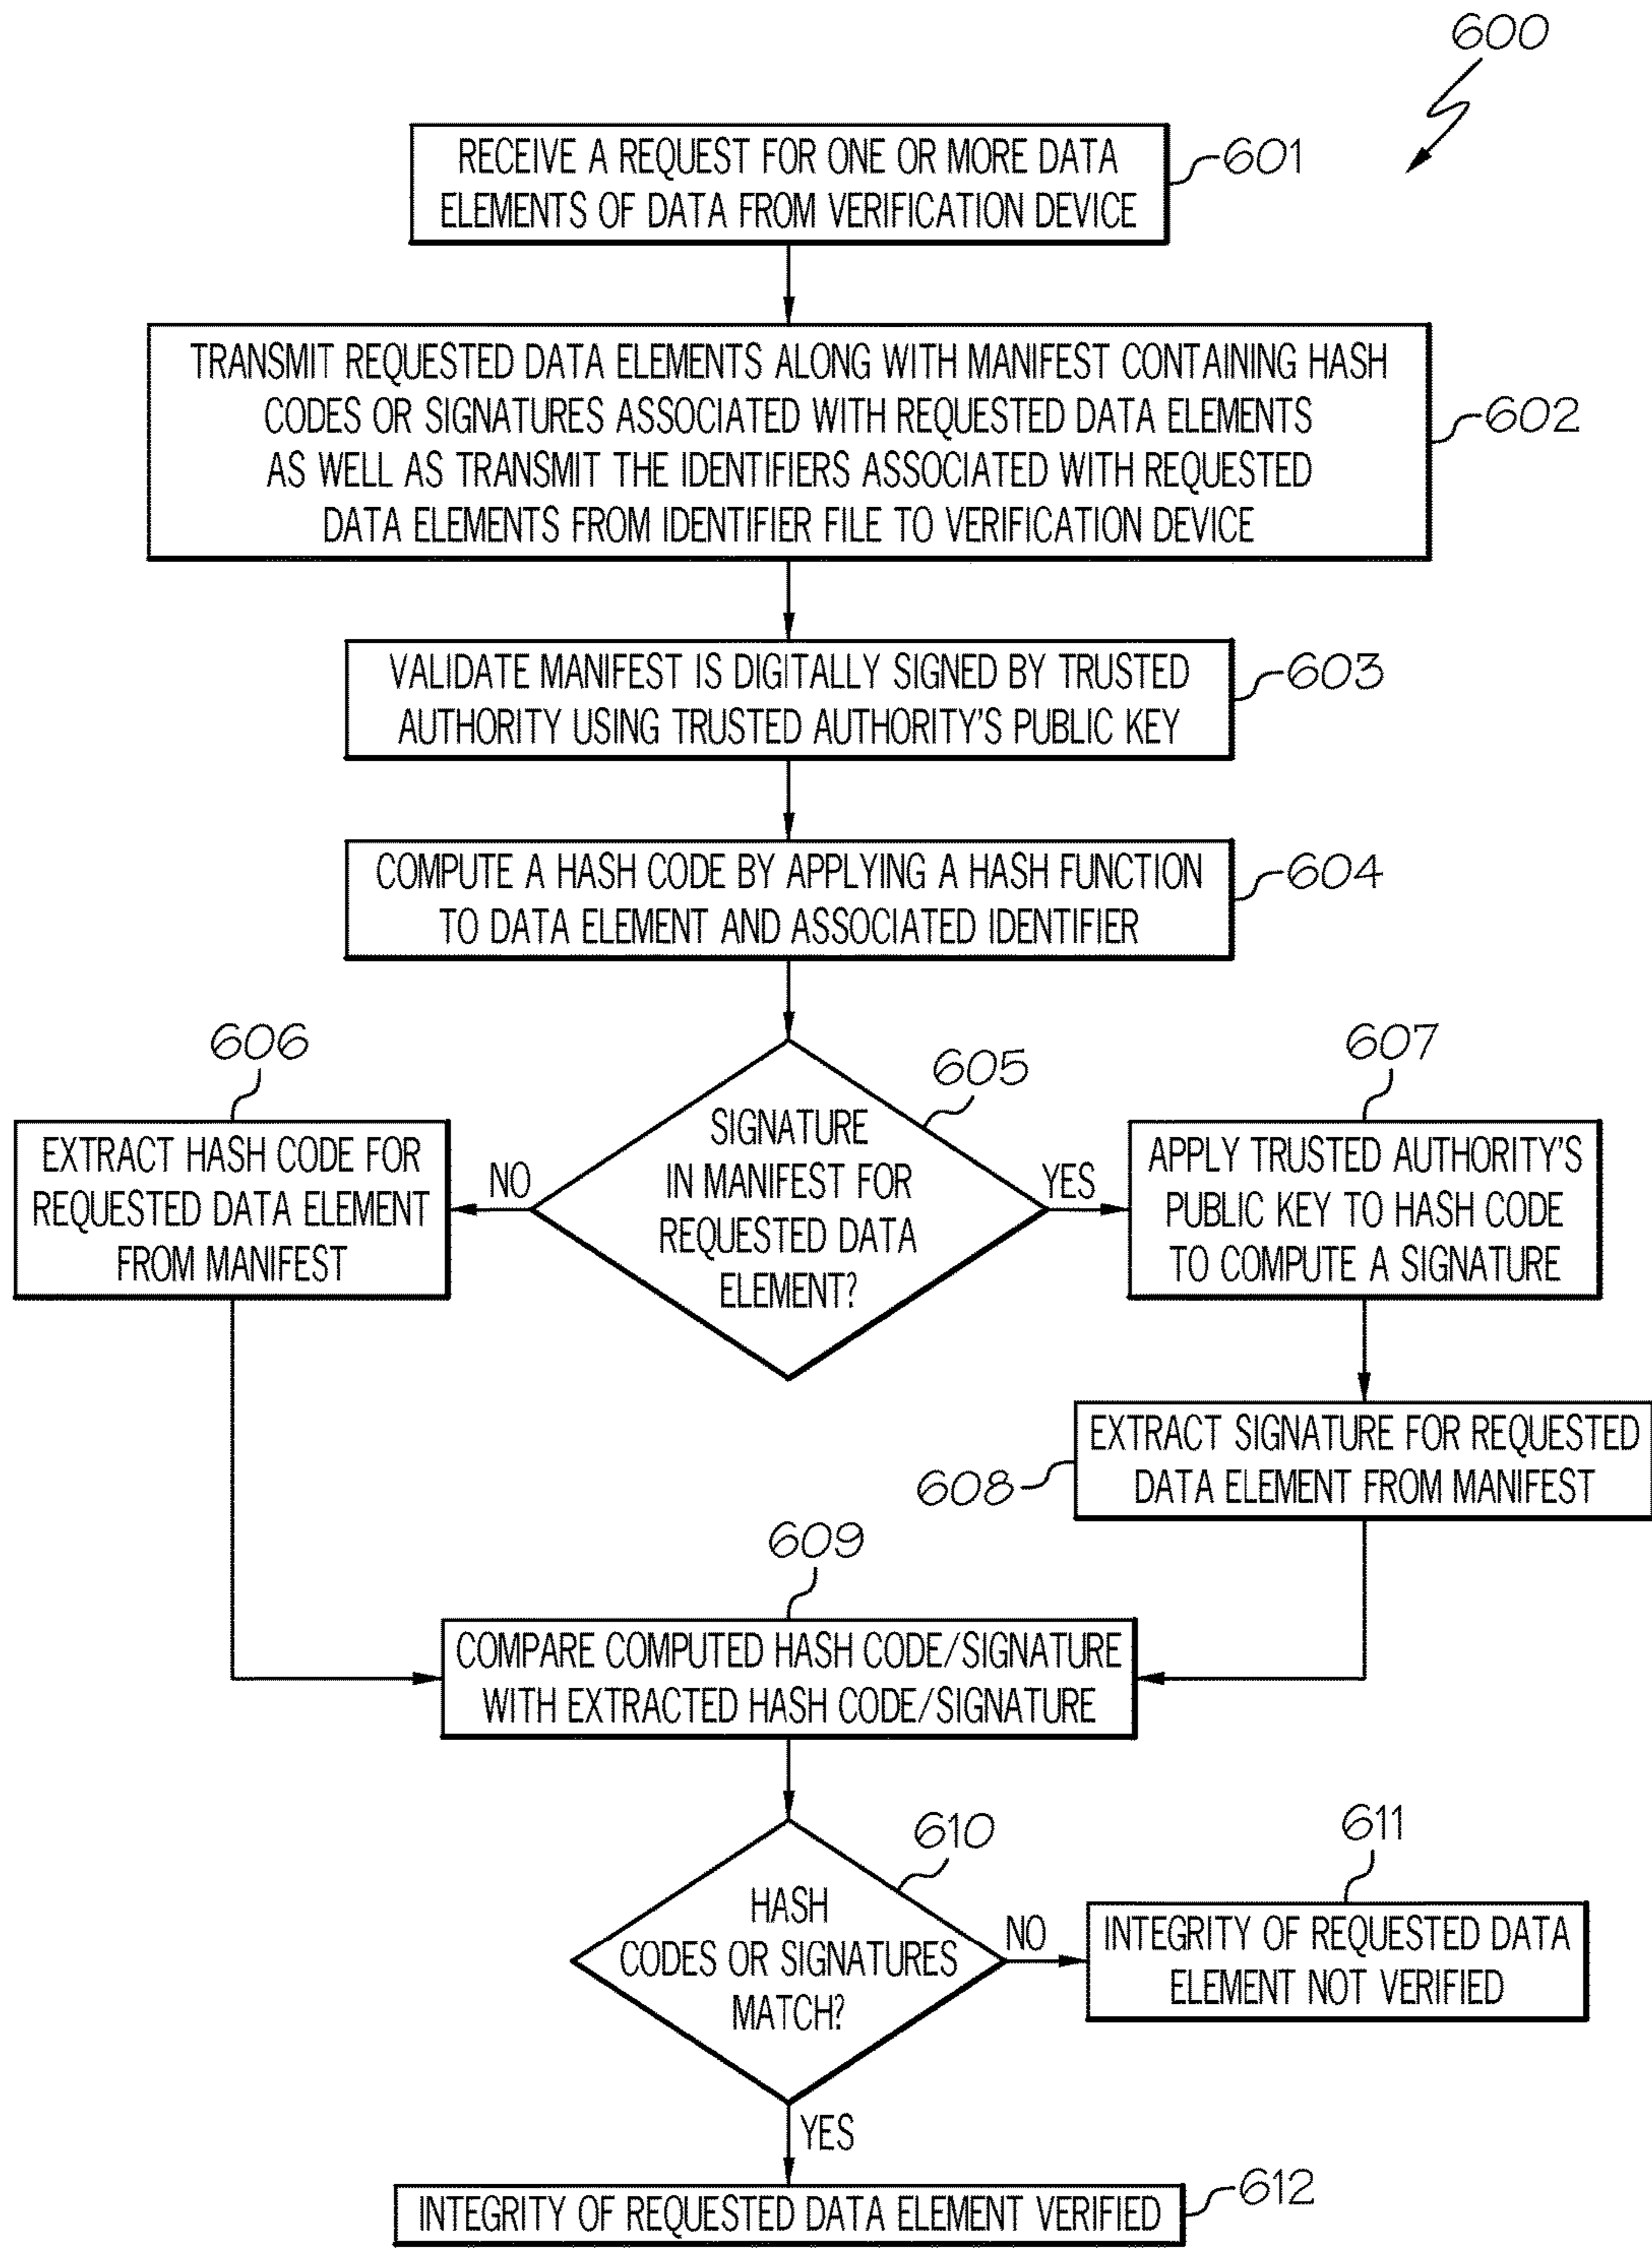 600
RECEIVE A REQUEST FOR ONE OR MORE DATA
ELEMENTS OF DATA FROM VERIFICATION DEVICE
601
TRANSMIT REQUESTED DATA ELEMENTS ALONG WITH MANIFEST CONTAINING HASH
CODES OR SIGNATURES ASSOCIATED WITH REQUESTED DATA ELEMENTS
AS WELL AS TRANSMIT THE IDENTIFIERS ASSOCIATED WITH REQUESTED
DATA ELEMENTS FROM IDENTIFIER FILE TO VERIFICATION DEVICE
602
VALIDATE MANIFEST IS DIGITALLY SIGNED BY TRUSTED
AUTHORITY USING TRUSTED AUTHORITY'S PUBLIC KEY
603
COMPUTE A HASH CODE BY APPLYING A HASH FUNCTION
TO DATA ELEMENT AND ASSOCIATED IDENTIFIER
604
605
SIGNATURE
IN MANIFEST FOR
REQUESTED DATA
ELEMENT?
NO
YES
606
EXTRACT HASH CODE FOR
REQUESTED DATA ELEMENT
FROM MANIFEST
607
APPLY TRUSTED AUTHORITY'S
PUBLIC KEY TO HASH CODE
TO COMPUTE A SIGNATURE
EXTRACT SIGNATURE FOR REQUESTED
DATA ELEMENT FROM MANIFEST
608
609
COMPARE COMPUTED HASH CODE/SIGNATURE
WITH EXTRACTED HASH CODE/SIGNATURE
610
HASH
CODES OR SIGNATURES
MATCH?
NO
611
INTEGRITY OF REQUESTED DATA
ELEMENT NOT VERIFIED
YES
INTEGRITY OF REQUESTED DATA ELEMENT VERIFIED
612